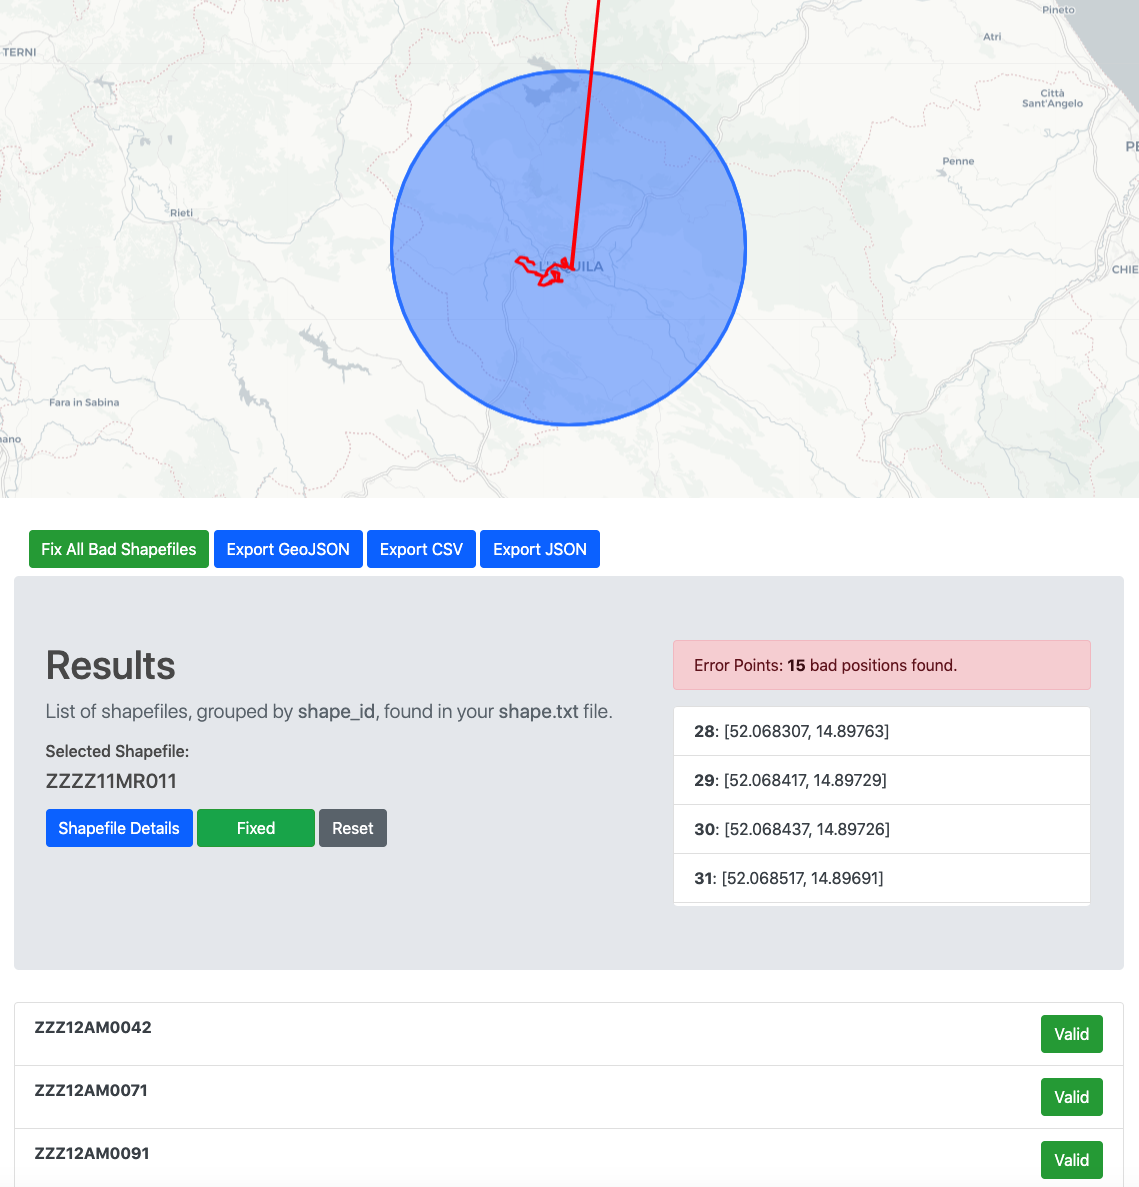 Pineto
TERNI
Atri
Città
Sant'Angelo
PE
Penne
Rieti
L'AQUILA
CHIE
Fara in Sabina
nano
Fix All Bad Shapefiles
Export GeoJSON
Export CSV
Export JSON
Results
List of shapefiles, grouped by shape_id, found in your shape.txt file.
Selected Shapefile:
ZZZZ11MR011
Shapefile Details
Fixed
Reset
Error Points: 15 bad positions found.
28: [52.068307, 14.89763]
29: [52.068417, 14.89729]
30: [52.068437, 14.89726]
31: [52.068517, 14.89691]
ZZZ12AM0042
Valid
ZZZ12AM0071
Valid
ZZZ12AM0091
Valid